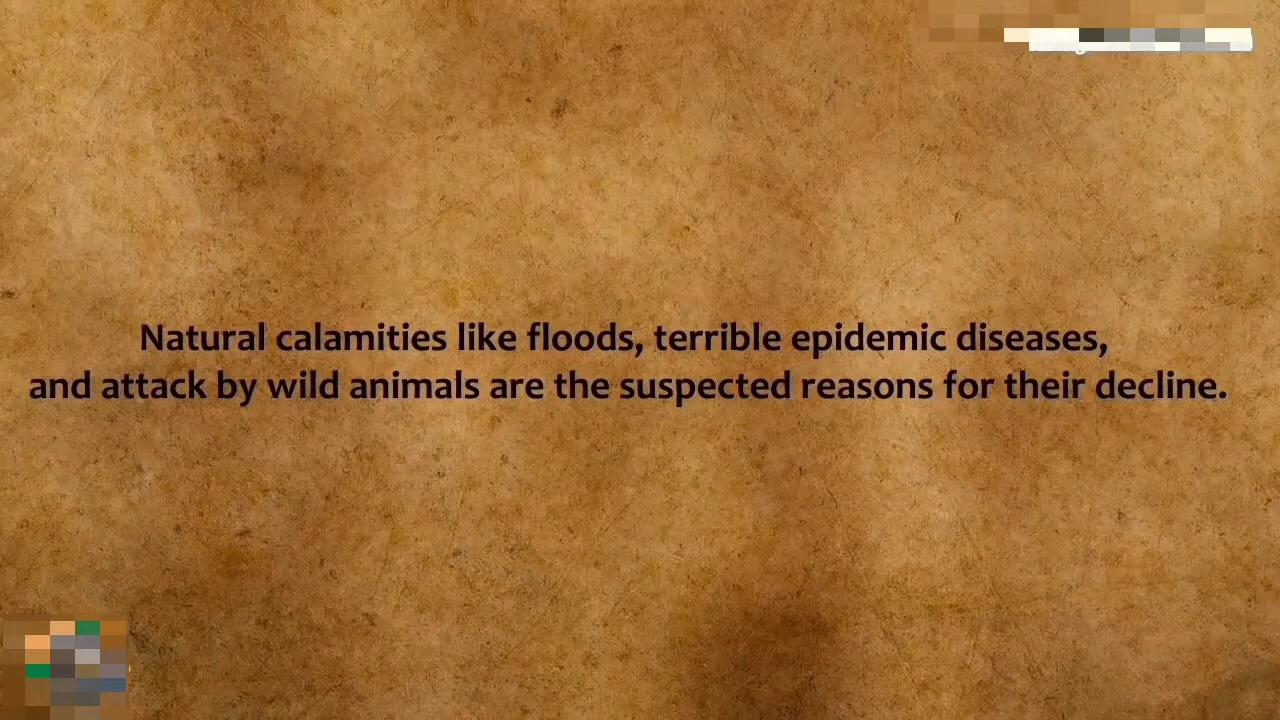 Natural calamities like floods, terrible epidemic diseases,
and attack by wild animals are the suspected reasons for their decline.